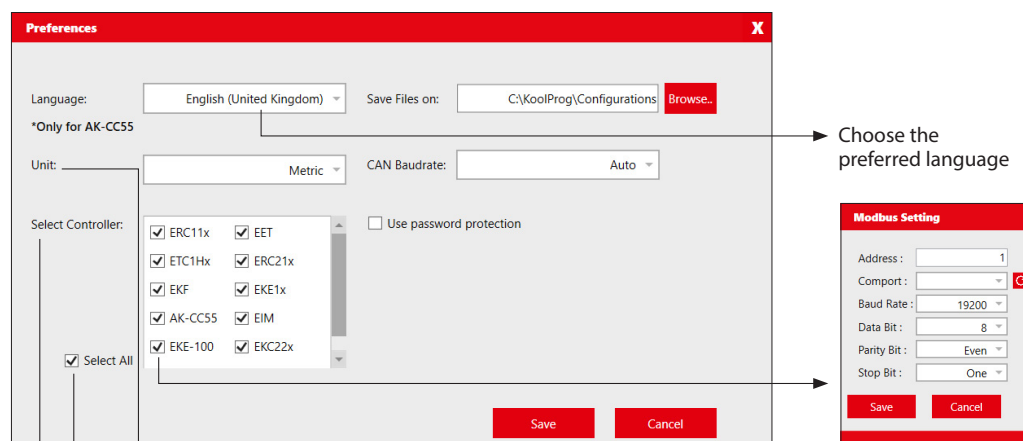 Preferences X
Language: English (United Kingdom) Save Files on: C:\KoolProg\Configurations Browse..
*Only for AK-CC55
Unit: Metric CAN Baudrate: Auto
Select Controller: Use password protection
ERC11x EET
ETC1Hx ERC21x
EKF EKE1x
AK-CC55 EIM
EKE-100 EKC22x
Select All
Save Cancel
Choose the
preferred language
Modbus Setting
Address : 1
Comport :
Baud Rate : 19200
Data Bit : 8
Parity Bit : Even
Stop Bit : One
Save Cancel